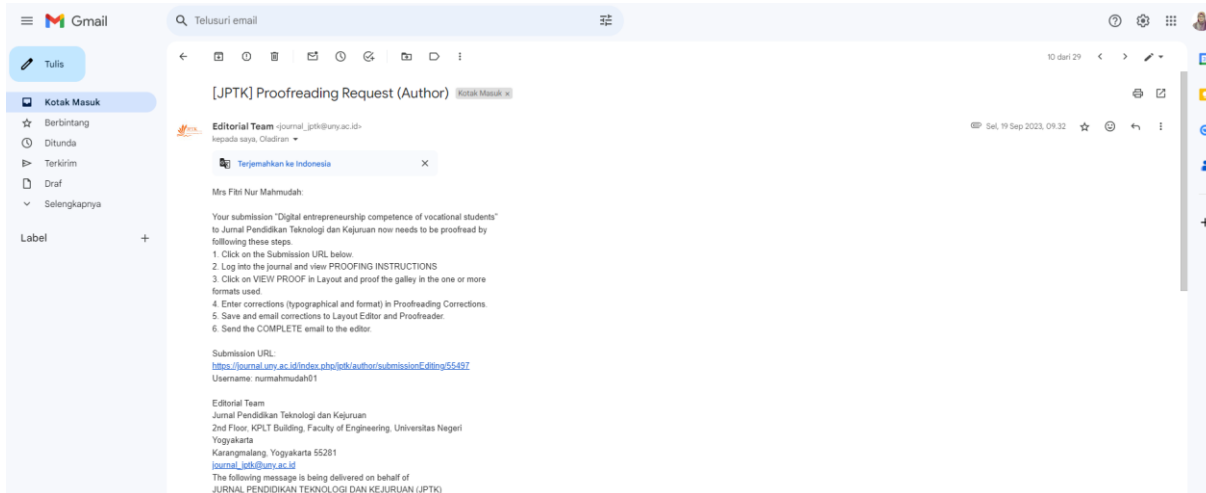 Gmail
Telusuri email
Tulis
10 dari 29
Kotak Masuk
Berbintang
Ditunda
Terkirim
Draf
Selengkapnya
Label
[JPTK] Proofreading Request (Author) Kotak Masuk x
Editorial Team <journal_jptk@uny.ac.id>
Sel, 19 Sep 2023, 09.32
kepada saya, Oladiran
Terjemahkan ke Indonesia
Mrs Fitri Nur Mahmudah:
Your submission "Digital entrepreneurship competence of vocational students"
to Jurnal Pendidikan Teknologi dan Kejuruan now needs to be proofread by
folllowing these steps.
1. Click on the Submission URL below.
2. Log into the journal and view PROOFING INSTRUCTIONS
3. Click on VIEW PROOF in Layout and proof the galley in the one or more
formats used.
4. Enter corrections (typographical and format) in Proofreading Corrections.
5. Save and email corrections to Layout Editor and Proofreader.
6. Send the COMPLETE email to the editor.
Submission URL:
https://journal.uny.ac.id/index.php/jptk/author/submissionEditing/55497
Username: nurmahmudah01
Editorial Team
Jurnal Pendidikan Teknologi dan Kejuruan
2nd Floor, KPLT Building, Faculty of Engineering, Universitas Negeri
Yogyakarta
Karangmalang, Yogyakarta 55281
journal_jptk@uny.ac.id
The following message is being delivered on behalf of
JURNAL PENDIDIKAN TEKNOLOGI DAN KEJURUAN (JPTK)